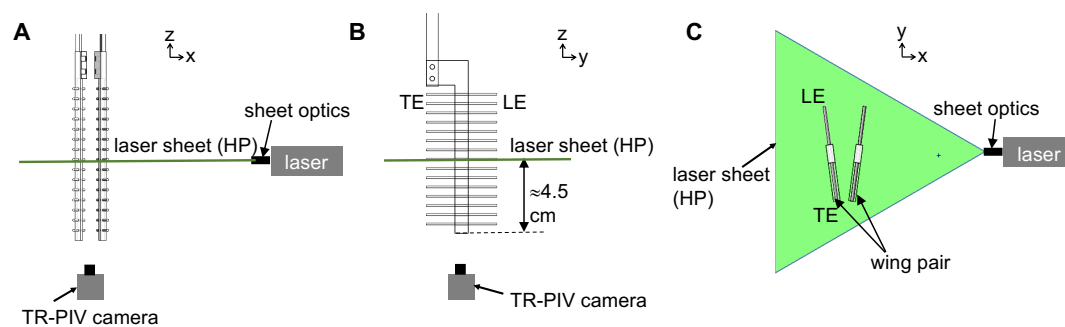 A
z
x
sheet optics
laser sheet (HP)
laser
TR-PIV camera
B
z
y
TE
LE
laser sheet (HP)
≈4.5
cm
TR-PIV camera
C
y
x
LE
sheet optics
laser
laser sheet
(HP)
TE
wing pair